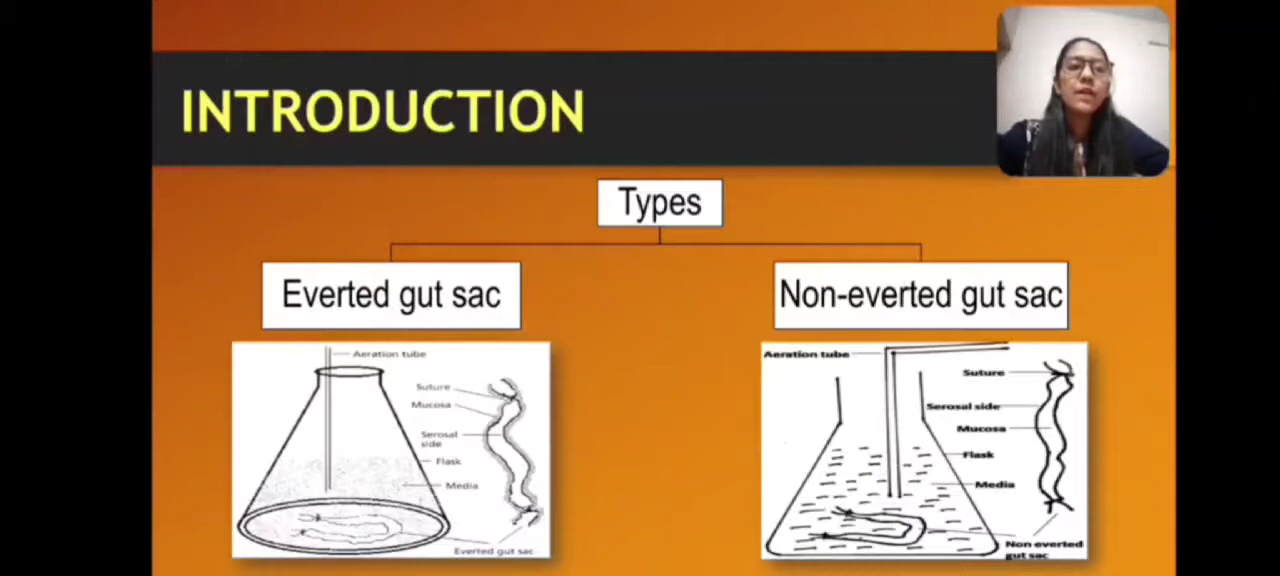 INTRODUCTION
Types
Everted gut sac
Non-everted gut sac
Aeration tube
Suture
Mucosa
Serosal
side
Flask
Media
Everted gut sac
Aeration tube
Suture
Serosal side
Mucosa
Flask
Media
Non everted
gut sac